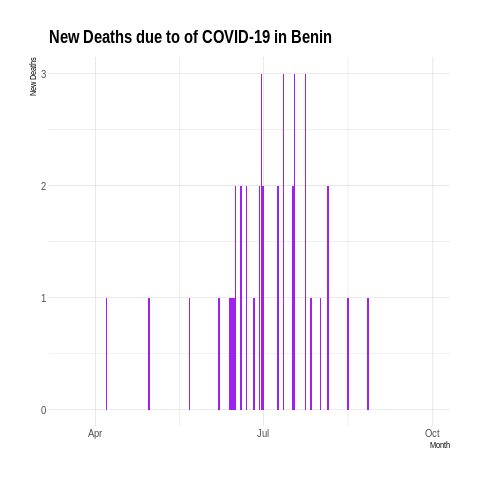 New Deaths due to of COVID-19 in Benin
New Deaths
3
2
1
0
Apr
Jul
Oct
Month